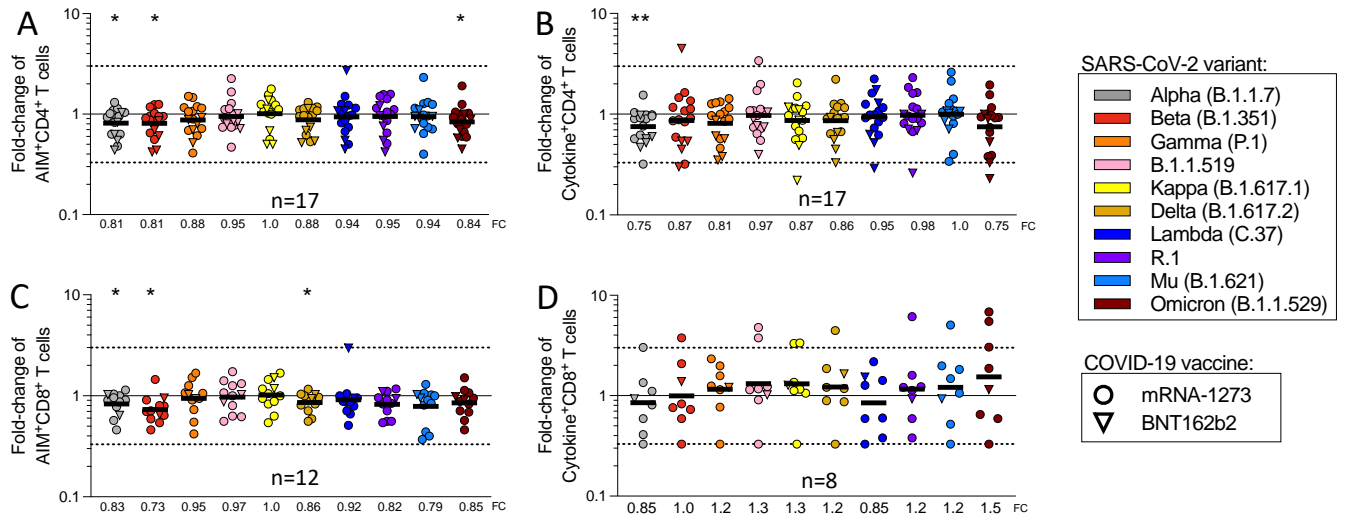 A
10
1
0.1
Fold-change of
AIM⁺CD4⁺ T cells
* * *
n=17
0.81 0.81 0.88 0.95 1.0 0.88 0.94 0.95 0.94 0.84 FC
B
10
1
0.1
Fold-change of
Cytokine⁺CD4⁺ T cells
**
n=17
0.75 0.87 0.81 0.97 0.87 0.86 0.95 0.98 1.0 0.75 FC
C
10
1
0.1
Fold-change of
AIM⁺CD8⁺ T cells
* * *
n=12
0.83 0.73 0.95 0.97 1.0 0.86 0.92 0.82 0.79 0.85 FC
D
10
1
0.1
Fold-change of
Cytokine⁺CD8⁺ T cells
n=8
0.85 1.0 1.2 1.3 1.3 1.2 0.85 1.2 1.2 1.5 FC
SARS-CoV-2 variant:
Alpha (B.1.1.7)
Beta (B.1.351)
Gamma (P.1)
B.1.1.519
Kappa (B.1.617.1)
Delta (B.1.617.2)
Lambda (C.37)
R.1
Mu (B.1.621)
Omicron (B.1.1.529)
COVID-19 vaccine:
mRNA-1273
BNT162b2